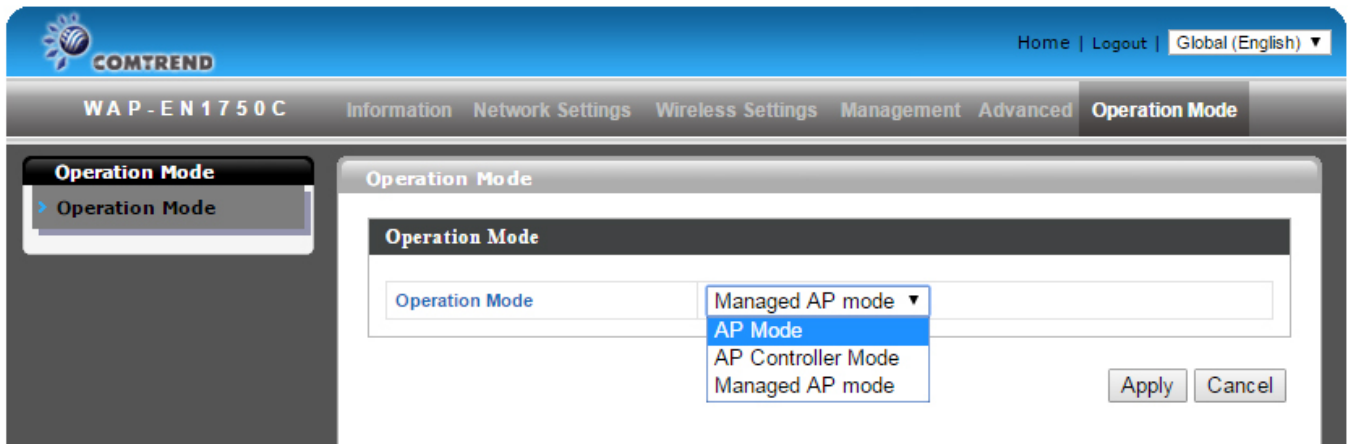 COMTREND
Home | Logout | Global (English) ▼
WAP-EN1750C Information Network Settings Wireless Settings Management Advanced Operation Mode
Operation Mode
Operation Mode
Operation Mode
Operation Mode
Operation Mode Managed AP mode ▼
AP Mode
AP Controller Mode
Managed AP mode
Apply Cancel